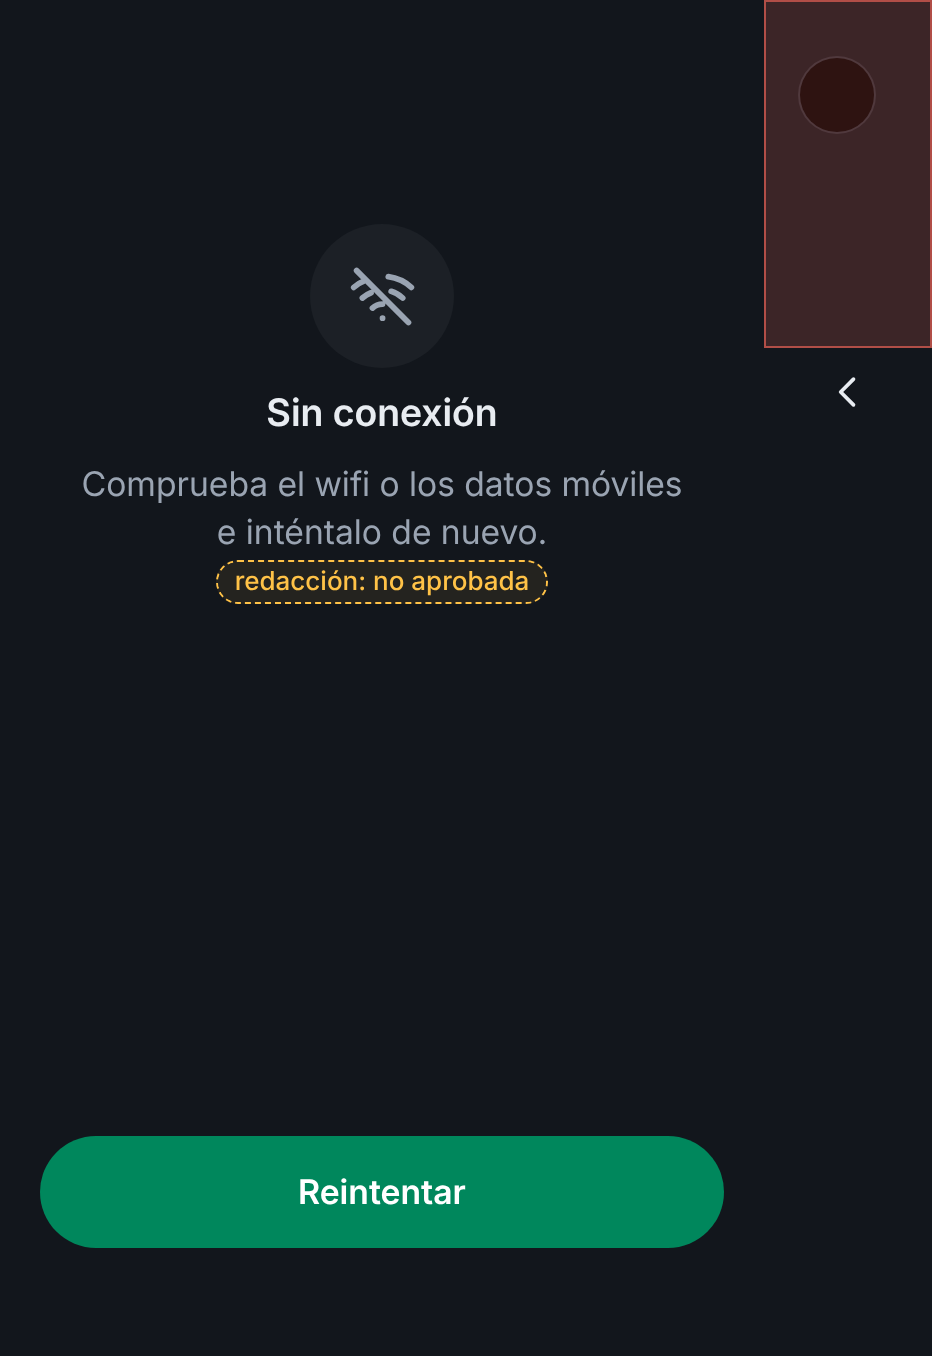 Sin conexión
Comprueba el wifi o los datos móviles
e inténtalo de nuevo.
redacción: no aprobada
Reintentar